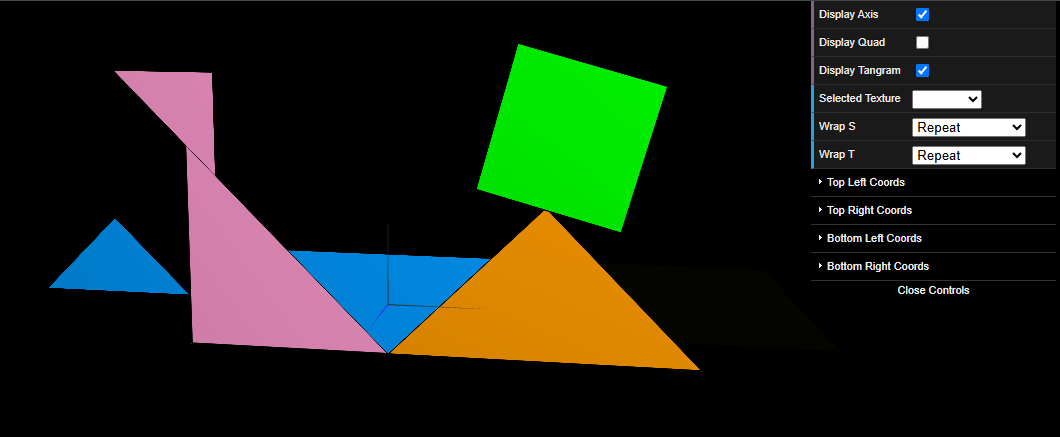 Display Axis
Display Quad
Display Tangram
Selected Texture
Wrap S Repeat
Wrap T Repeat
Top Left Coords
Top Right Coords
Bottom Left Coords
Bottom Right Coords
Close Controls